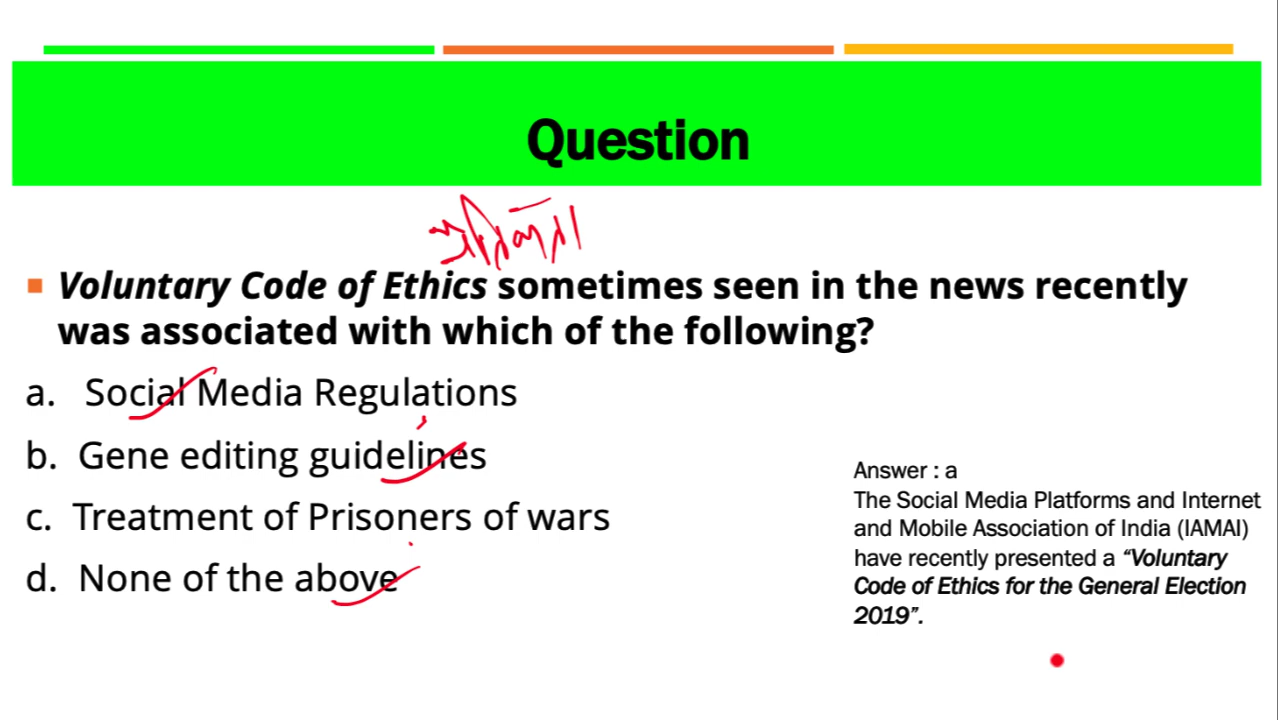 Question
Voluntary Code of Ethics sometimes seen in the news recently
was associated with which of the following?
a. Social Media Regulations
b. Gene editing guidelines
c. Treatment of Prisoners of wars
d. None of the above
Answer : a
The Social Media Platforms and Internet
and Mobile Association of India (IAMAI)
have recently presented a “Voluntary
Code of Ethics for the General Election
2019”.